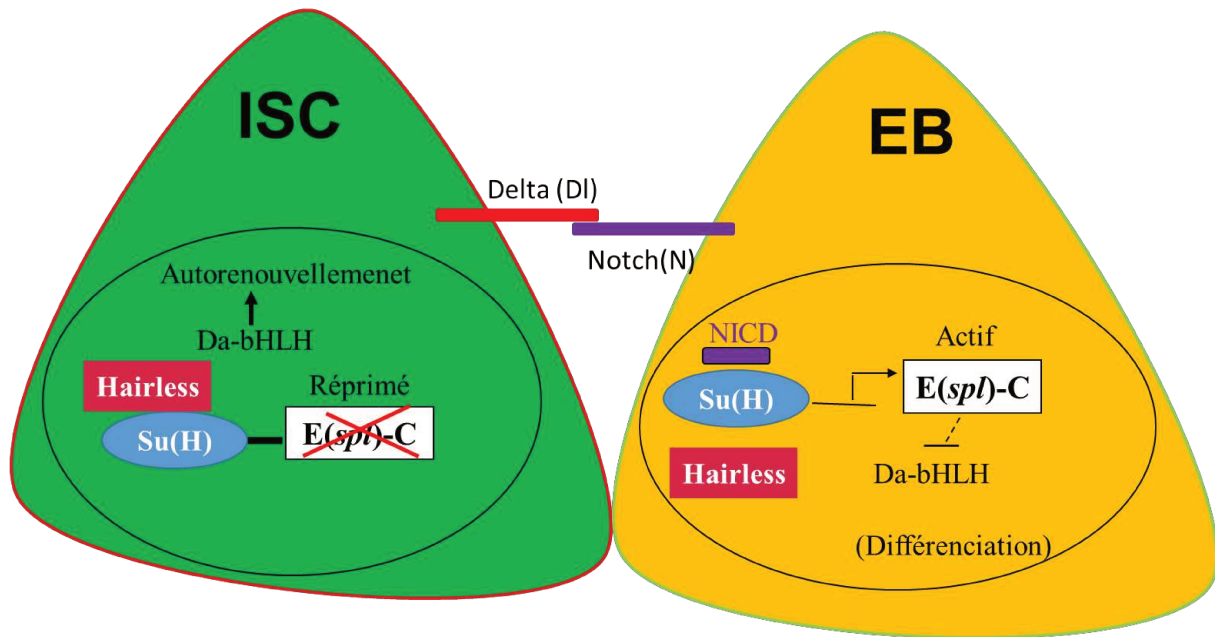 ISC
EB
Delta (Dl)
Notch(N)
Autorenouvellemenet
Da-bHLH
Hairless
Réprimé
Su(H)
E(spl)-C
NICD
Actif
Su(H)
E(spl)-C
Hairless
Da-bHLH
(Différenciation)